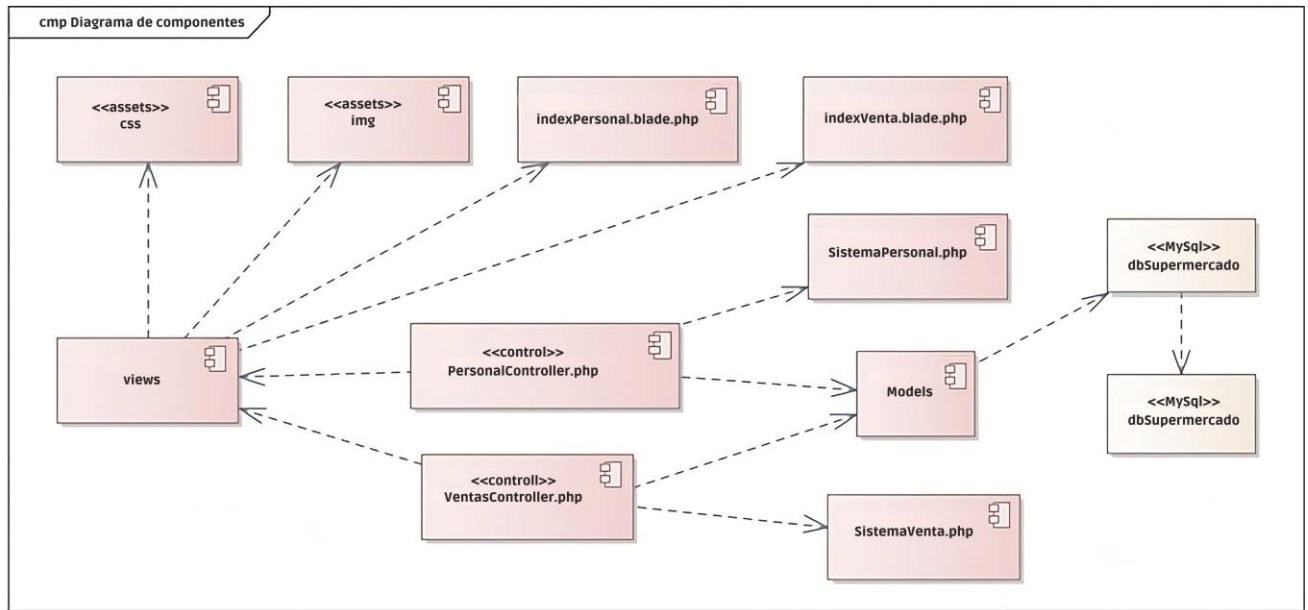 cmp Diagrama de componentes
<<assets>>
css
<<assets>>
img
indexPersonal.blade.php
indexVenta.blade.php
SistemaPersonal.php
<<MySql>>
dbSupermercado
views
<<control>>
PersonalController.php
Models
<<MySql>>
dbSupermercado
<<controll>>
VentasController.php
SistemaVenta.php